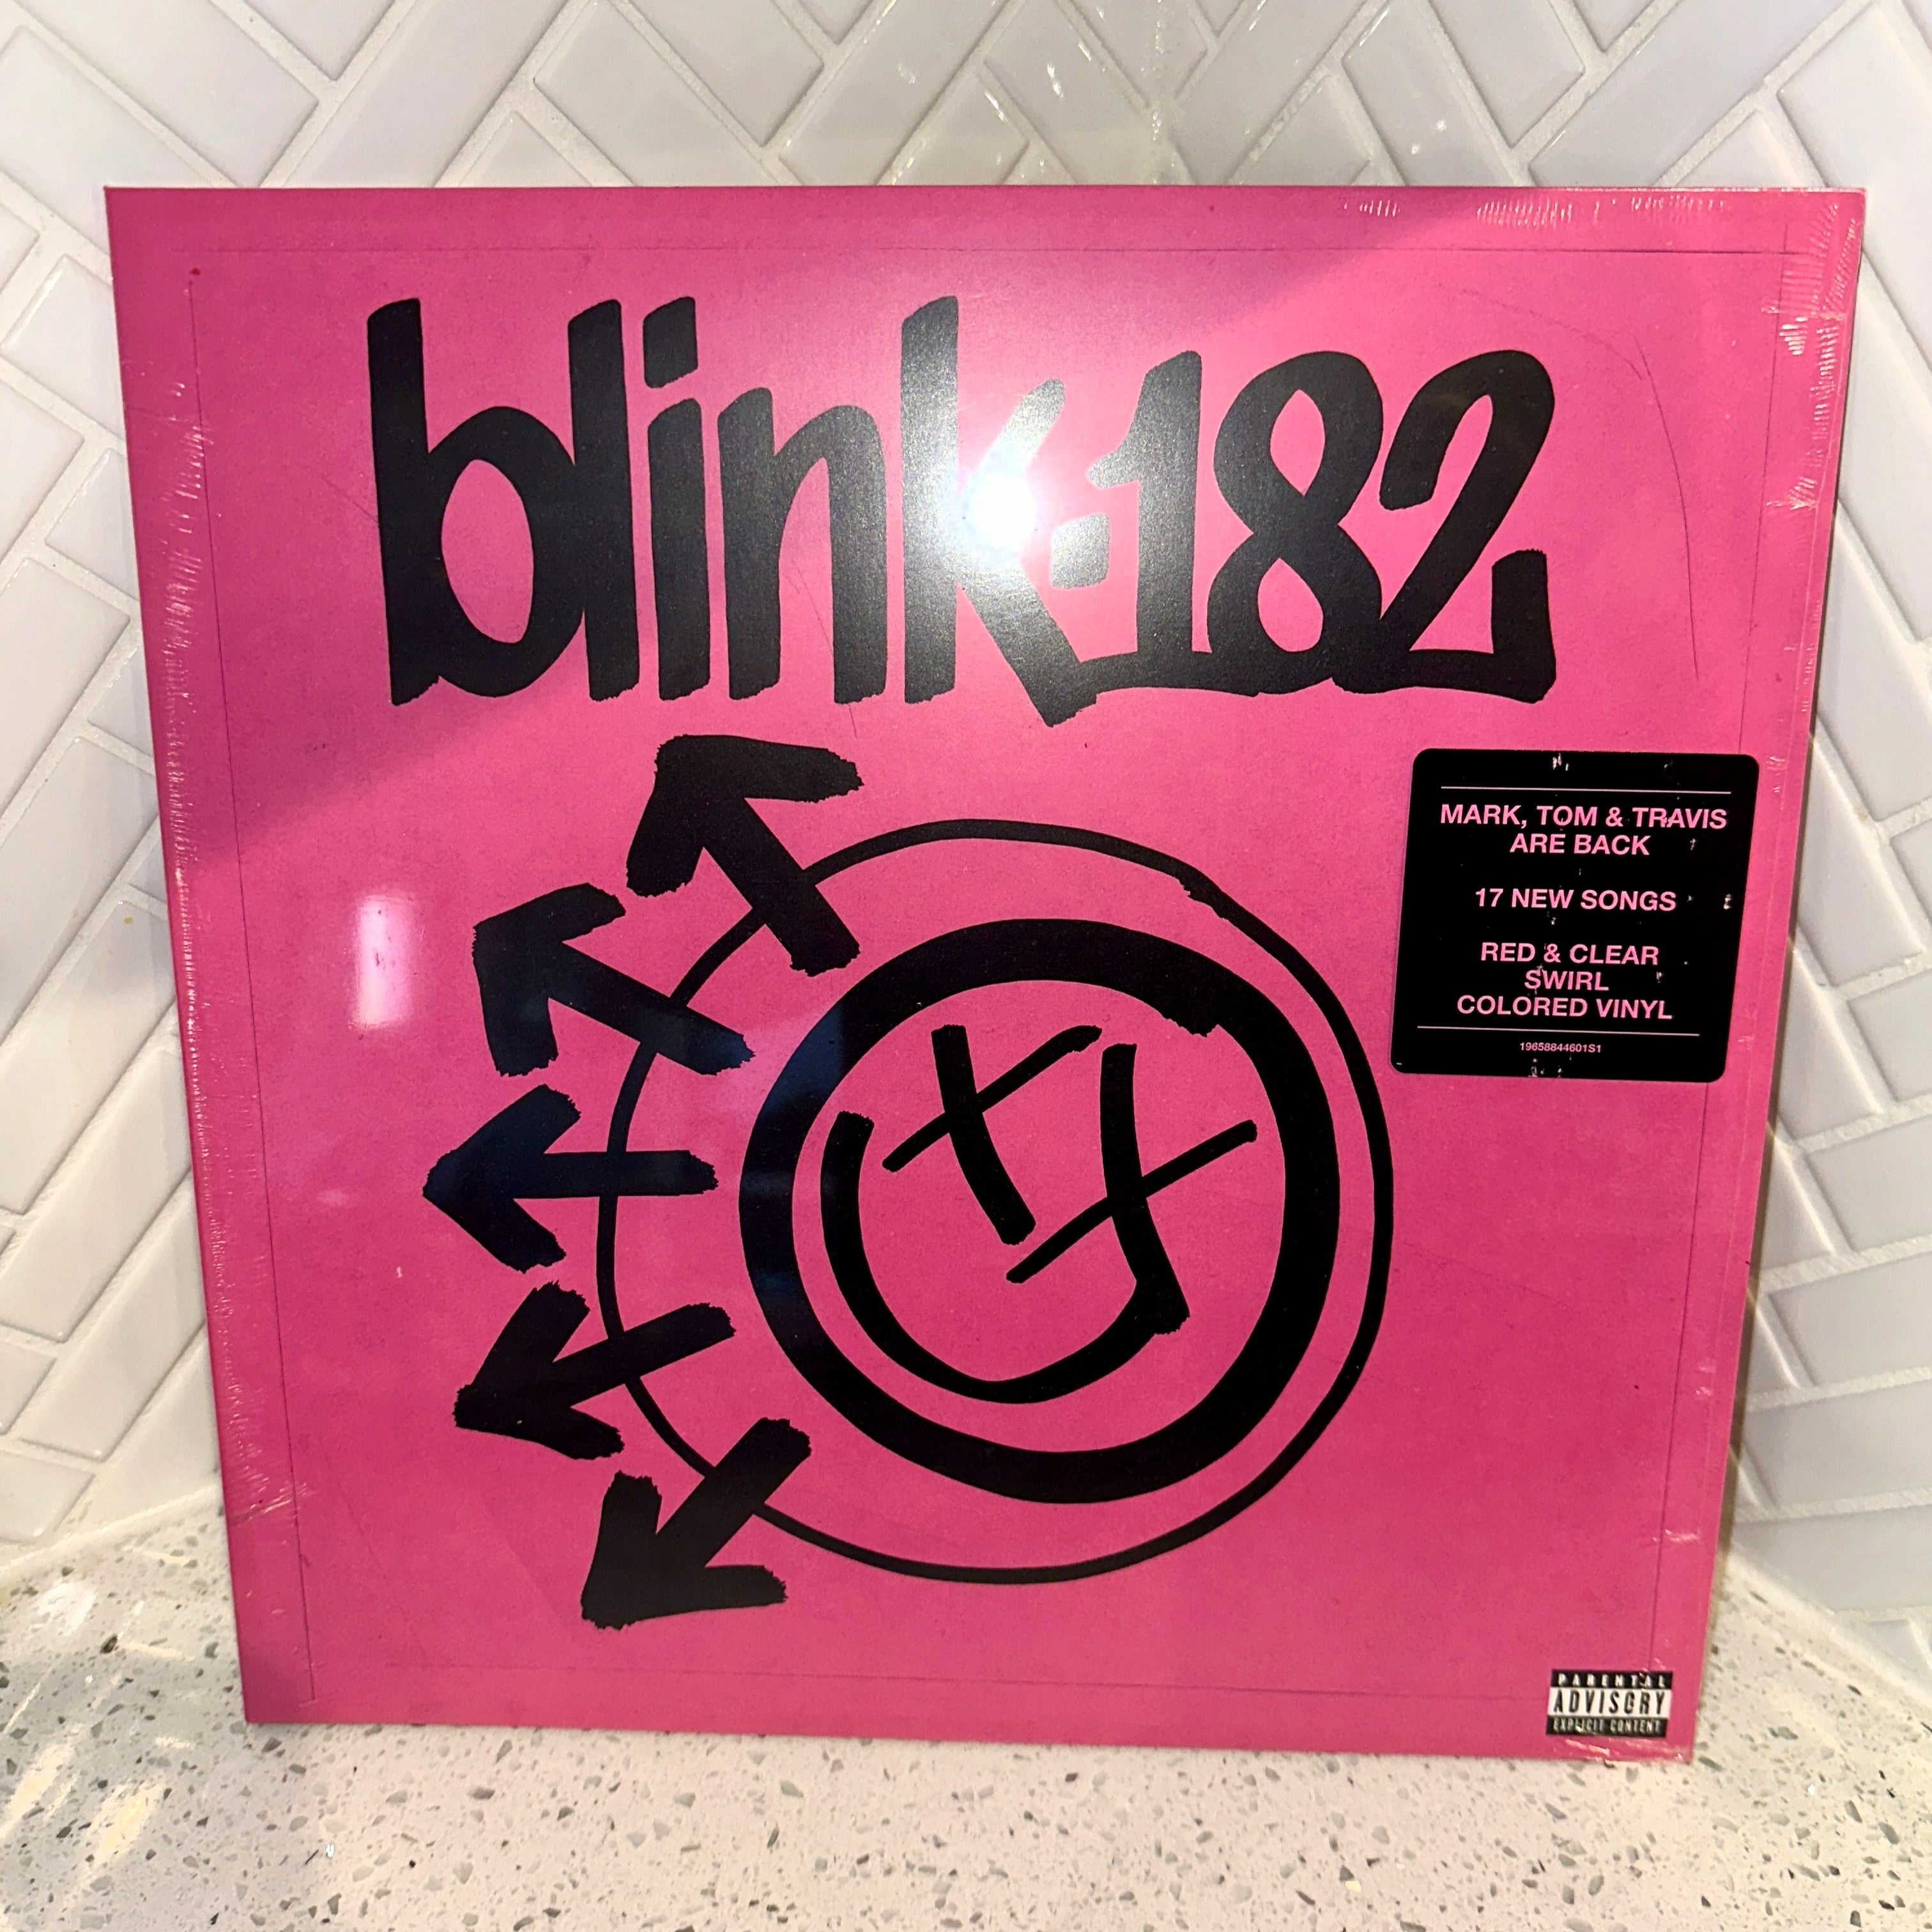 blink-182
MARK, TOM & TRAVIS
ARE BACK
17 NEW SONGS
RED & CLEAR
SWIRL
COLORED VINYL
19658844601S1
PARENTAL
ADVISORY
EXPLICIT CONTENT